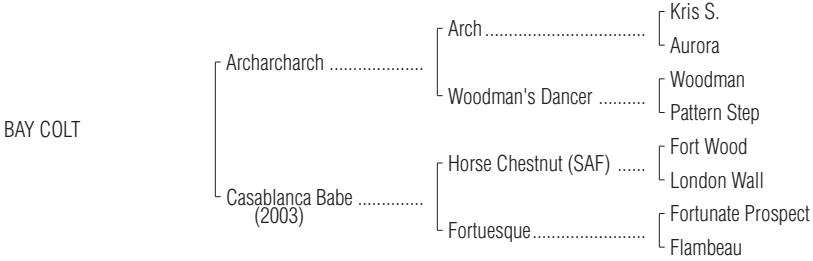 Kris S.
Arch ................................
Aurora
Archarcharch ....................
Woodman
Woodman's Dancer ..........
Pattern Step
BAY COLT
Fort Wood
Horse Chestnut (SAF) ......
London Wall
Casablanca Babe ..............
(2003)
Fortunate Prospect
Fortuesque.......................
Flambeau